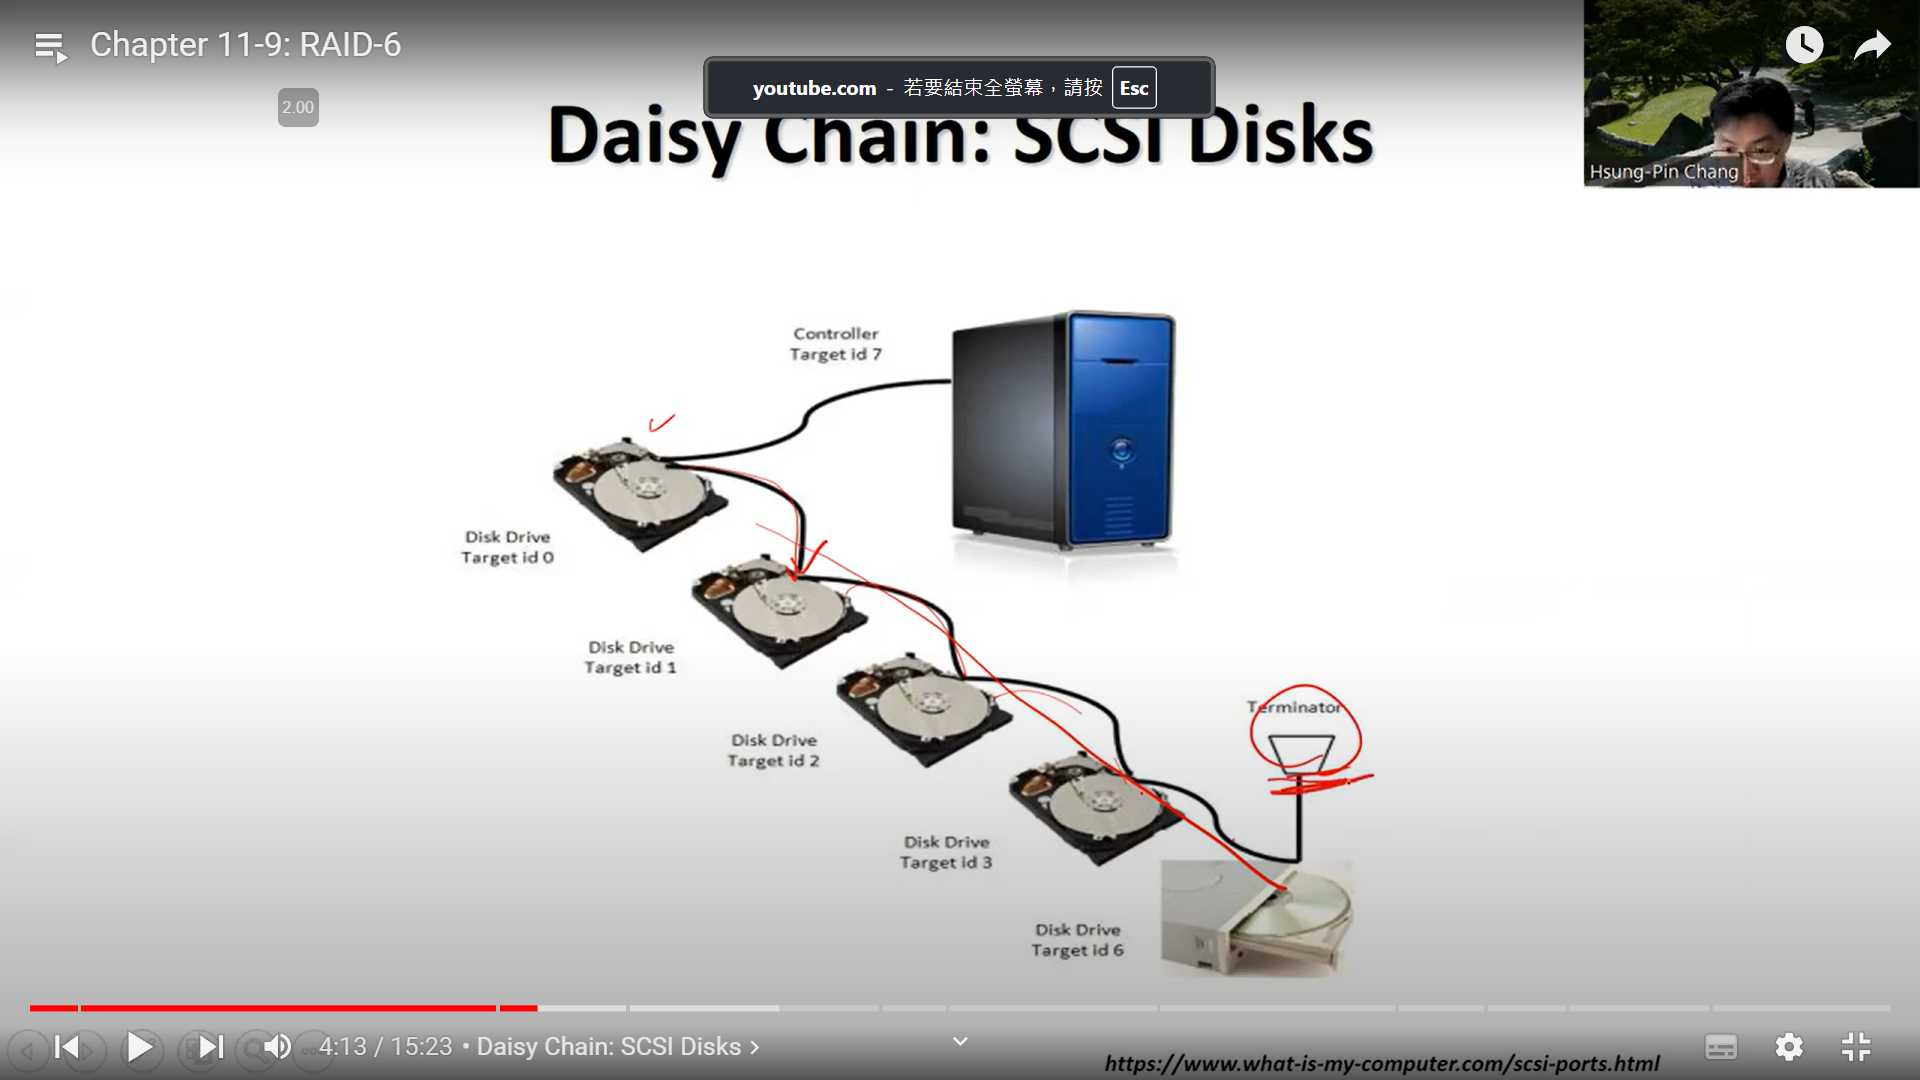 Chapter 11-9: RAID-6
2.00
youtube.com - 若要結束全螢幕，請按 Esc
Daisy Chain: SCSI Disks
Hsung-Pin Chang
Controller
Target id 7
Disk Drive
Target id 0
Disk Drive
Target id 1
Disk Drive
Target id 2
Terminator
Disk Drive
Target id 3
Disk Drive
Target id 6
4:13 / 15:23 • Daisy Chain: SCSI Disks
https://www.what-is-my-computer.com/scsi-ports.html